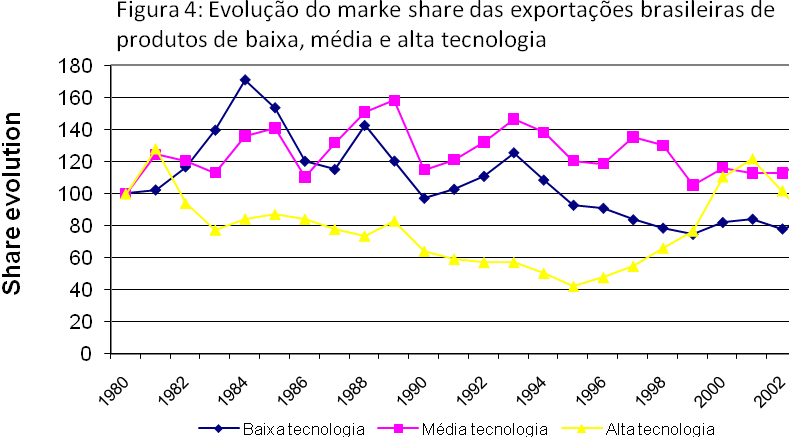 Figura 4: Evolução do marke share das exportações brasileiras de
produtos de baixa, média e alta tecnologia
180
160
140
120
100
80
60
40
20
0
Share evolution
1980 1982 1984 1986 1988 1990 1992 1994 1996 1998 2000 2002
Baixa tecnologia Média tecnologia Alta tecnologia